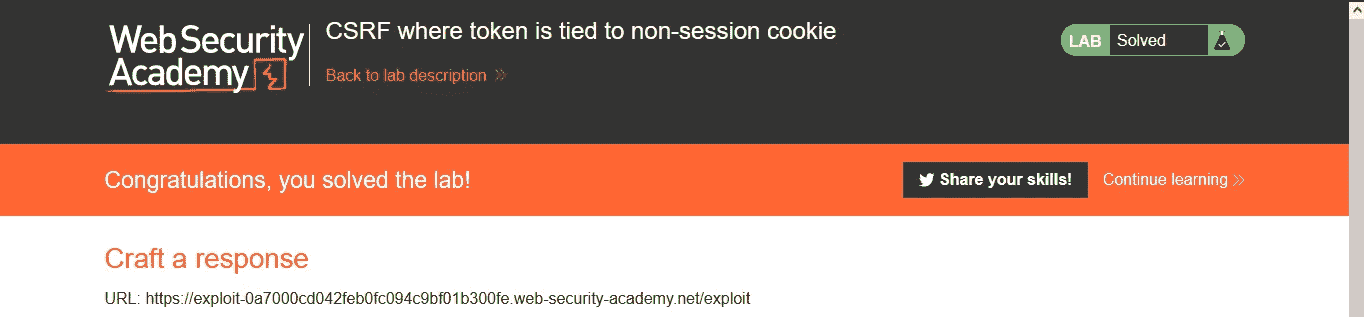 Web Security
Academy
CSRF where token is tied to non-session cookie
Back to lab description
LAB Solved
Congratulations, you solved the lab!
Share your skills!
Continue learning
Craft a response
URL: https://exploit-0a7000cd042feb0fc094c9bf01b300fe.web-security-academy.net/exploit